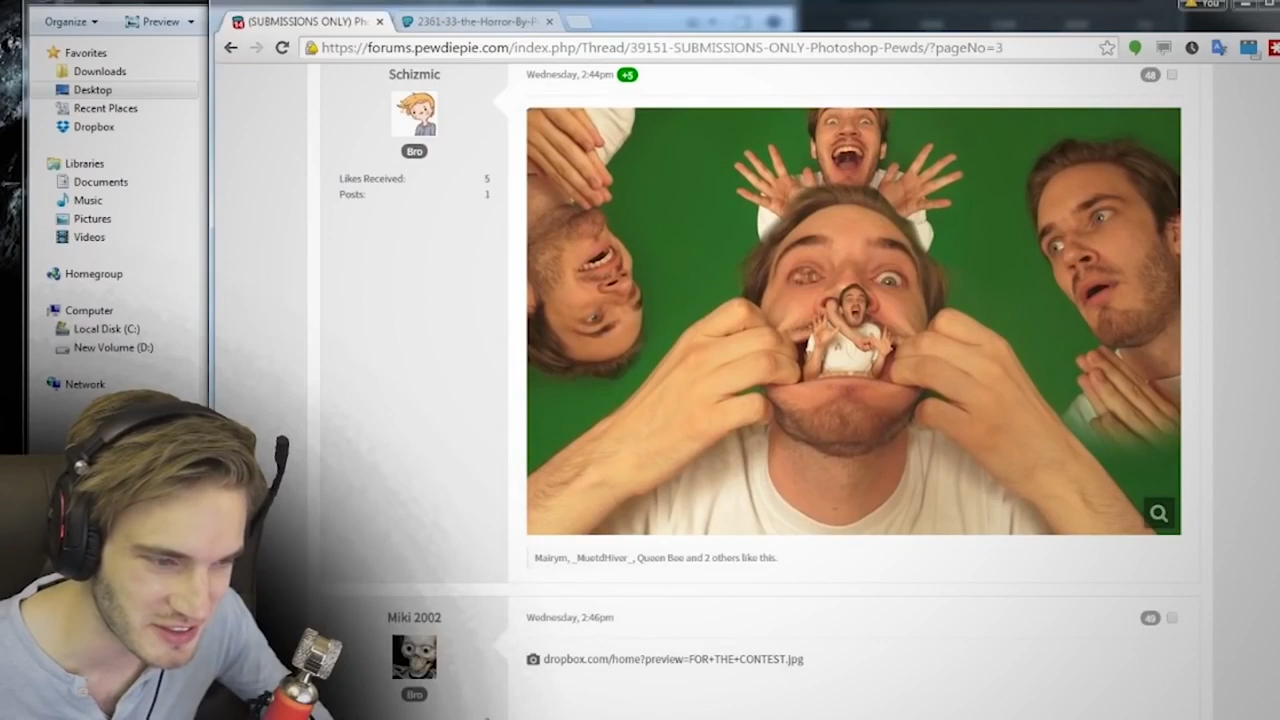 Organize
Preview
(SUBMISSIONS ONLY) Ph
2361-33-the-Horror-By-P
You
https://forums.pewdiepie.com/index.php/Thread/39151-SUBMISSIONS-ONLY-Photoshop-Pewds/?pageNo=3
Favorites
Downloads
Desktop
Recent Places
Dropbox
Libraries
Documents
Music
Pictures
Videos
Homegroup
Computer
Local Disk (C:)
New Volume (D:)
Network
Schizmic
Bro
Likes Received: 5
Posts: 1
Wednesday, 2:44pm +5
48
Mairym, _MuetdHiver_, Queen Bee and 2 others like this.
Miki 2002
Bro
Wednesday, 2:46pm
49
dropbox.com/home?preview=FOR+THE+CONTEST.jpg